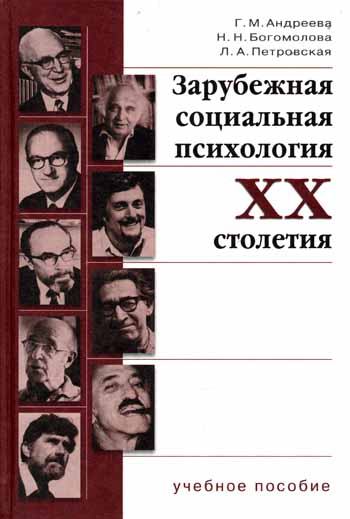 Г. М. Андреева
Н. Н. Богомолова
Л. А. Петровская
Зарубежная
социальная
психология
XX
столетия
учебное пособие